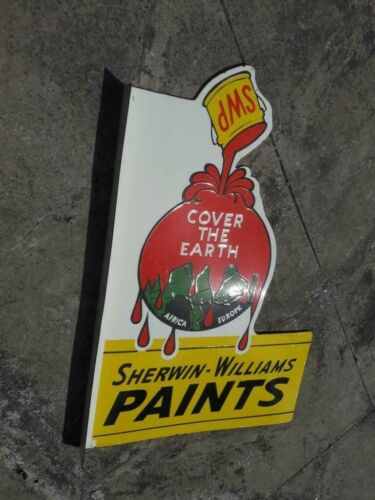 SWP
COVER
THE
EARTH
AFRICA EUROPE
SHERWIN-WILLIAMS
PAINTS